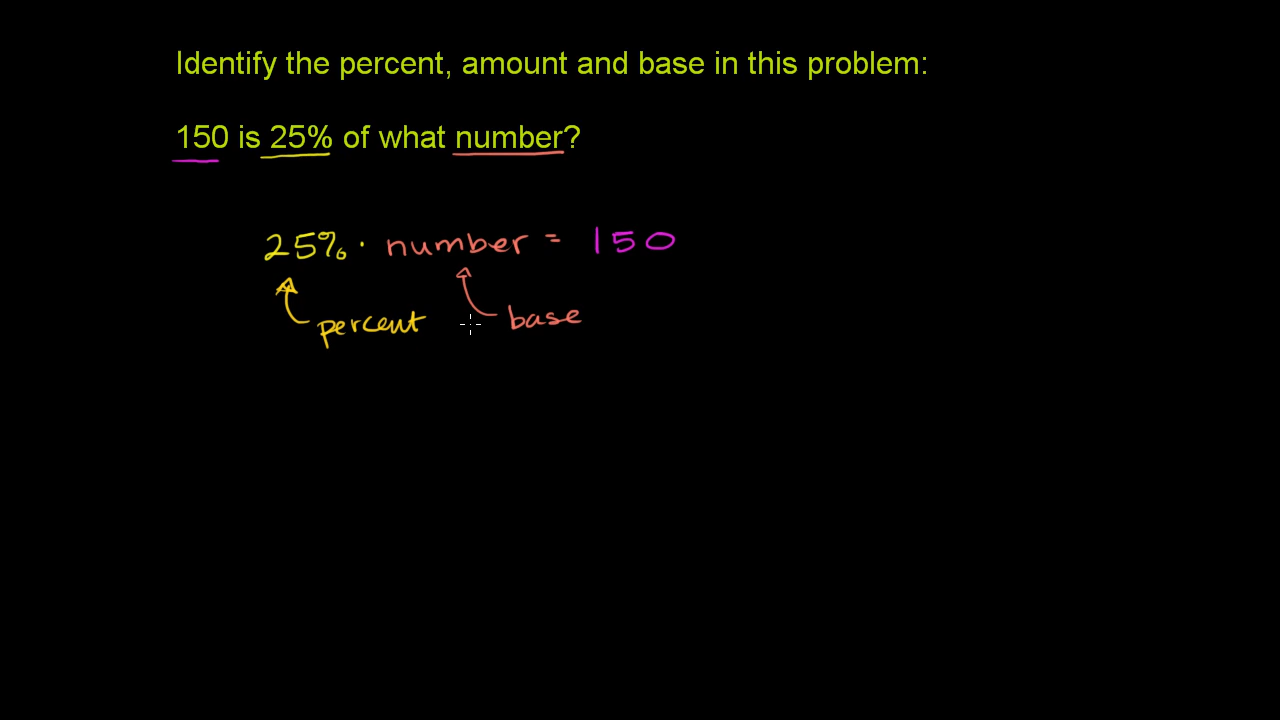 Identify the percent, amount and base in this problem:
150 is 25% of what number?
25% · number = 150
percent base